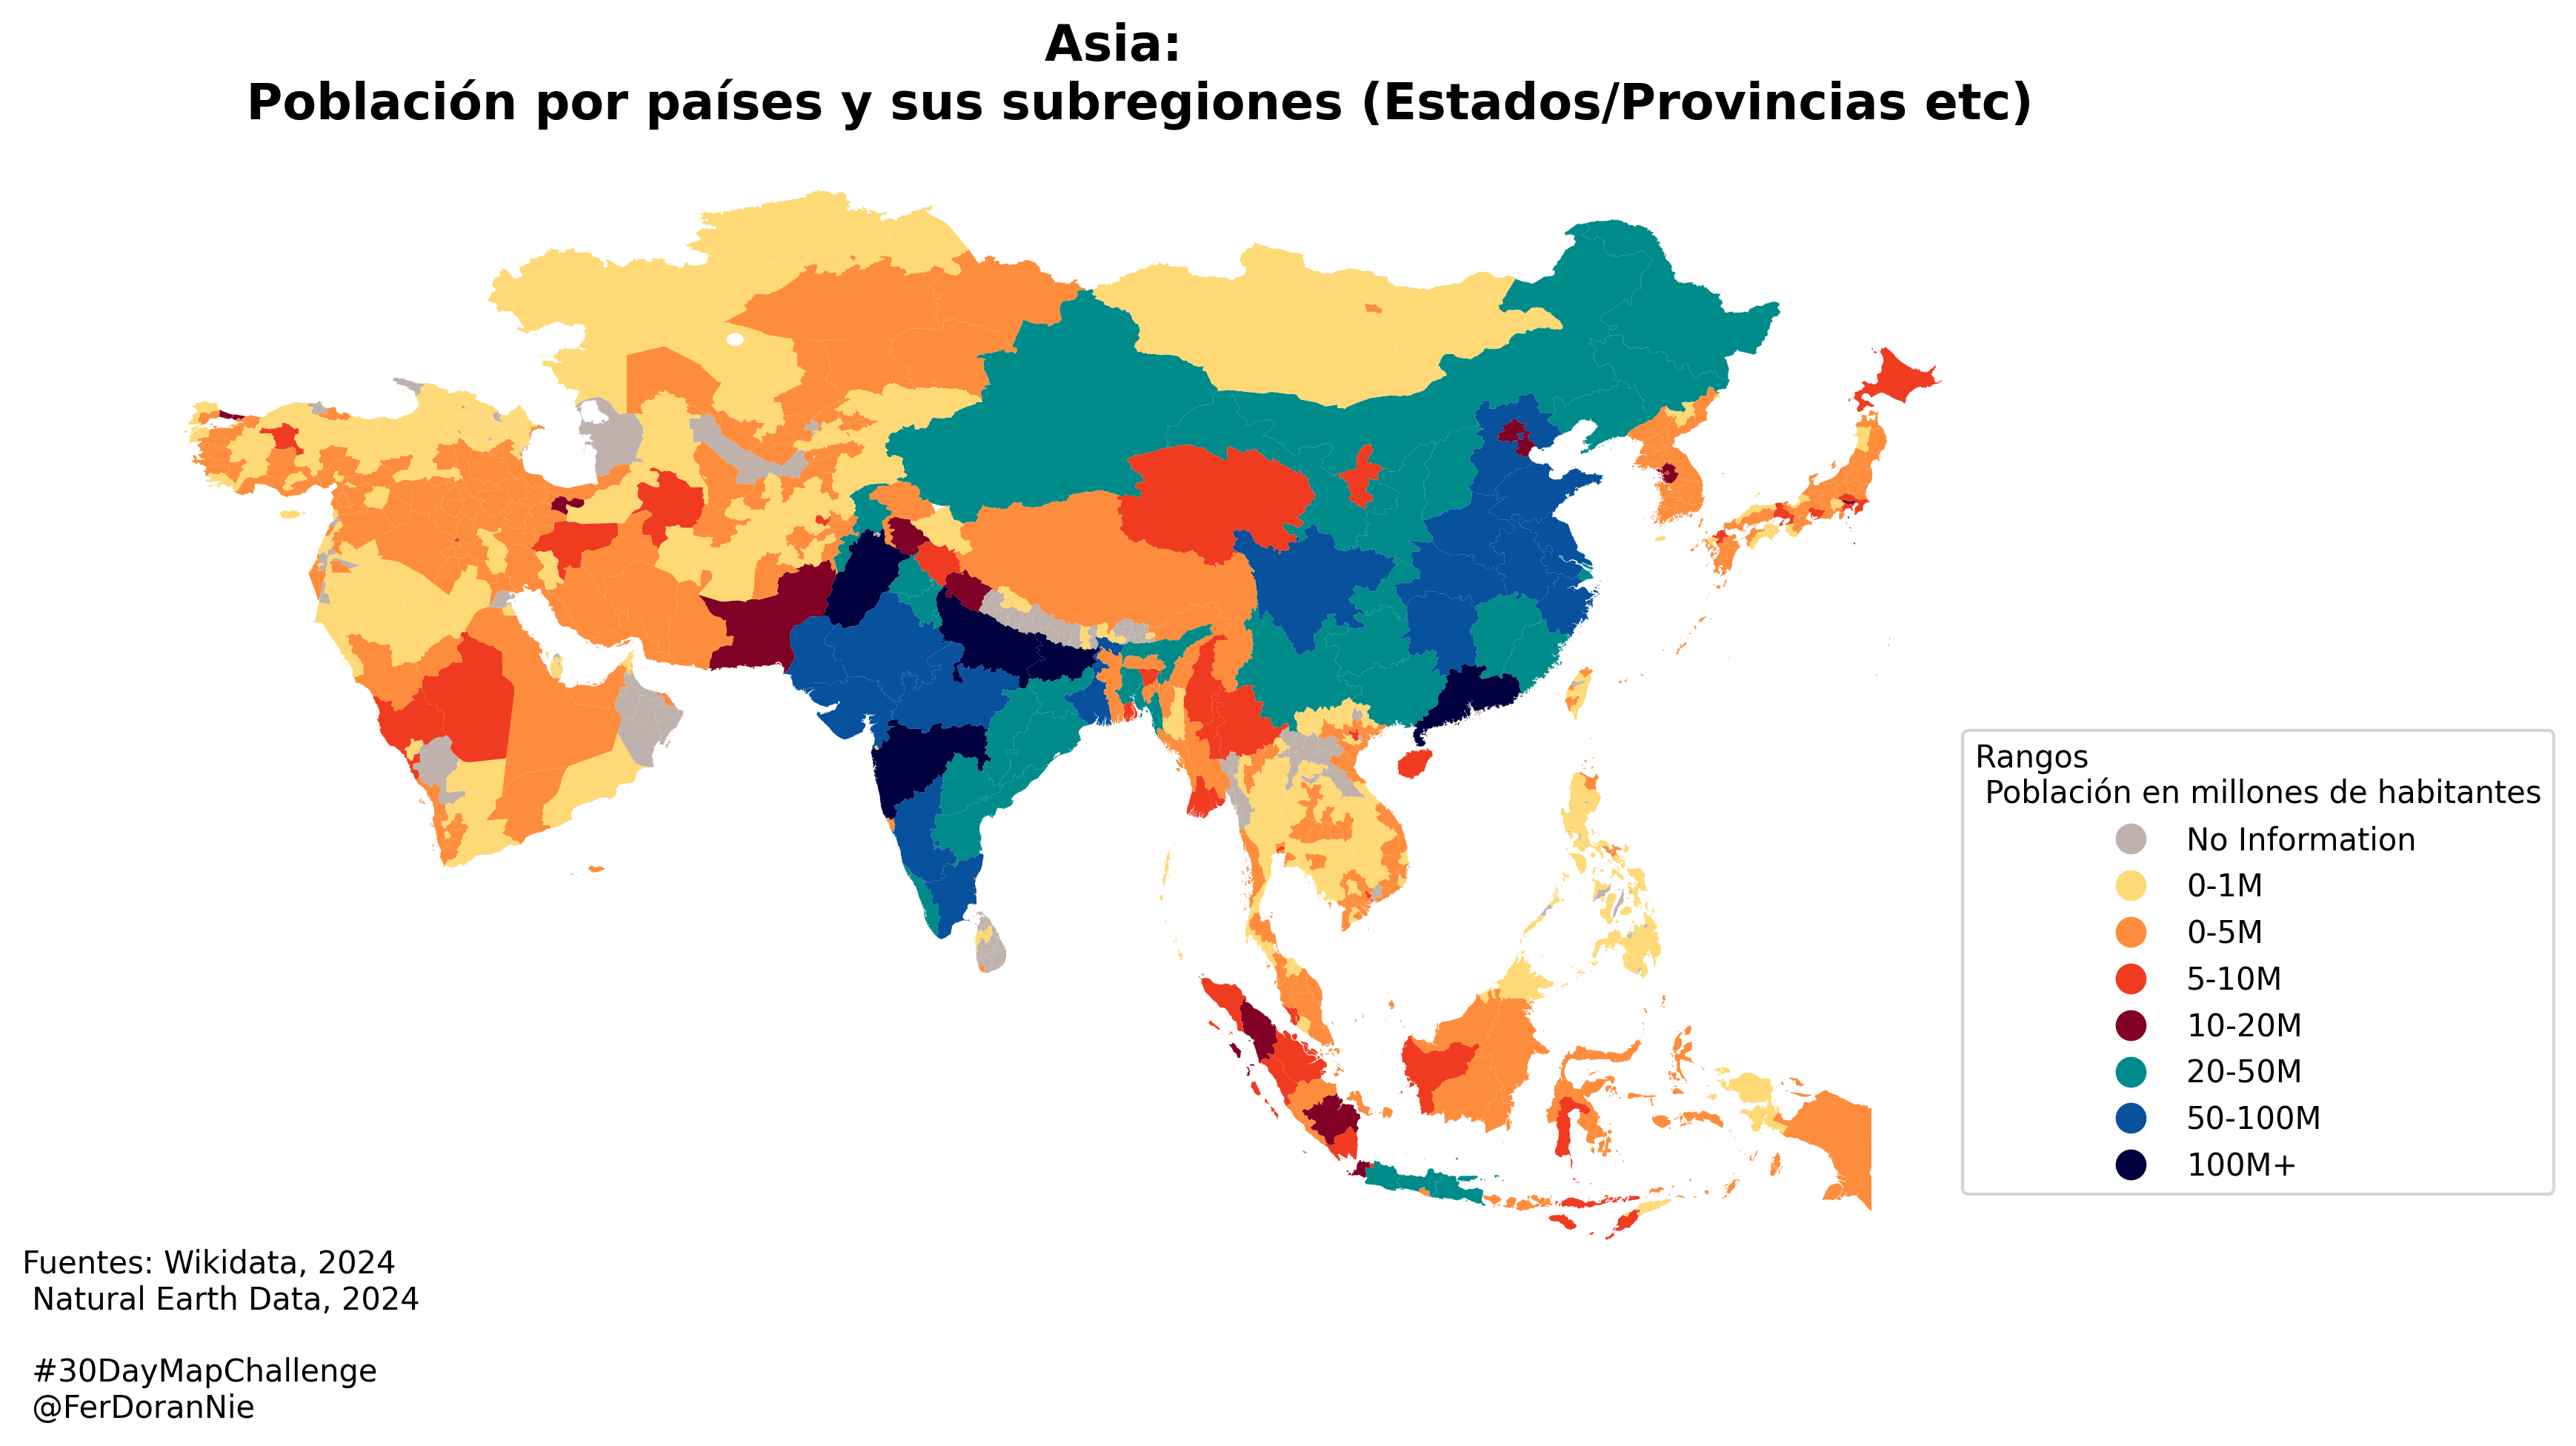 Asia:
Población por países y sus subregiones (Estados/Provincias etc)
Rangos
Población en millones de habitantes
No Information
0-1M
0-5M
5-10M
10-20M
20-50M
50-100M
100M+
Fuentes: Wikidata, 2024
Natural Earth Data, 2024
#30DayMapChallenge
@FerDoranNie